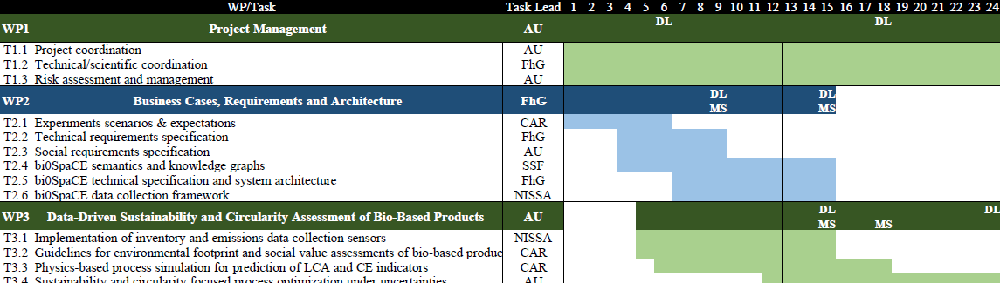 WP/Task Task Lead 1 2 3 4 5 6 7 8 9 10 11 12 13 14 15 16 17 18 19 20 21 22 23 24
WP1 Project Management AU DL DL
T1.1 Project coordination AU
T1.2 Technical/scientific coordination FhG
T1.3 Risk assessment and management AU
WP2 Business Cases, Requirements and Architecture FhG DL DL
MS MS
T2.1 Experiments scenarios & expectations CAR
T2.2 Technical requirements specification FhG
T2.3 Social requirements specification AU
T2.4 bi0SpaCE semantics and knowledge graphs SSF
T2.5 bi0SpaCE technical specification and system architecture FhG
T2.6 bi0SpaCE data collection framework NISSA
WP3 Data-Driven Sustainability and Circularity Assessment of Bio-Based Products AU DL DL
MS MS
T3.1 Implementation of inventory and emissions data collection sensors NISSA
T3.2 Guidelines for environmental footprint and social value assessments of bio-based produc CAR
T3.3 Physics-based process simulation for prediction of LCA and CE indicators CAR
T3.4 Sustainability and circularity focused process optimization under uncertainties AU